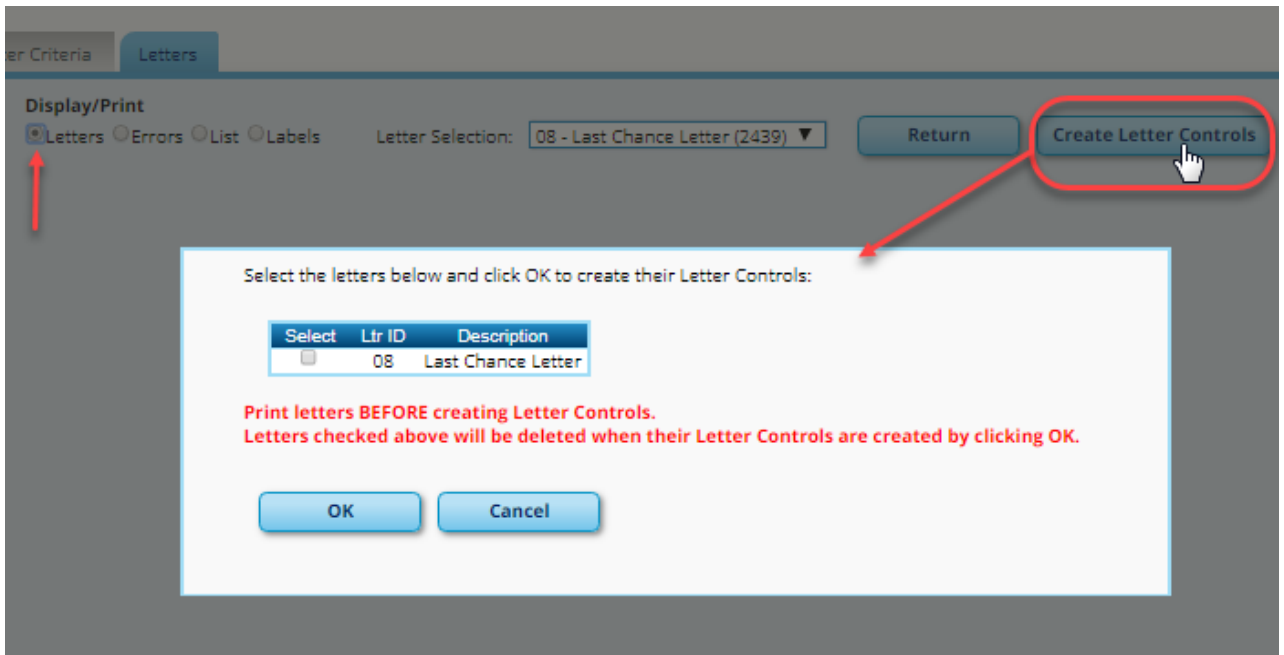 er Criteria Letters
Display/Print
Letters Errors List Labels Letter Selection: 08 - Last Chance Letter (2439) ▼ Return Create Letter Controls
Select the letters below and click OK to create their Letter Controls:
Select Ltr ID Description
08 Last Chance Letter
Print letters BEFORE creating Letter Controls.
Letters checked above will be deleted when their Letter Controls are created by clicking OK.
OK Cancel